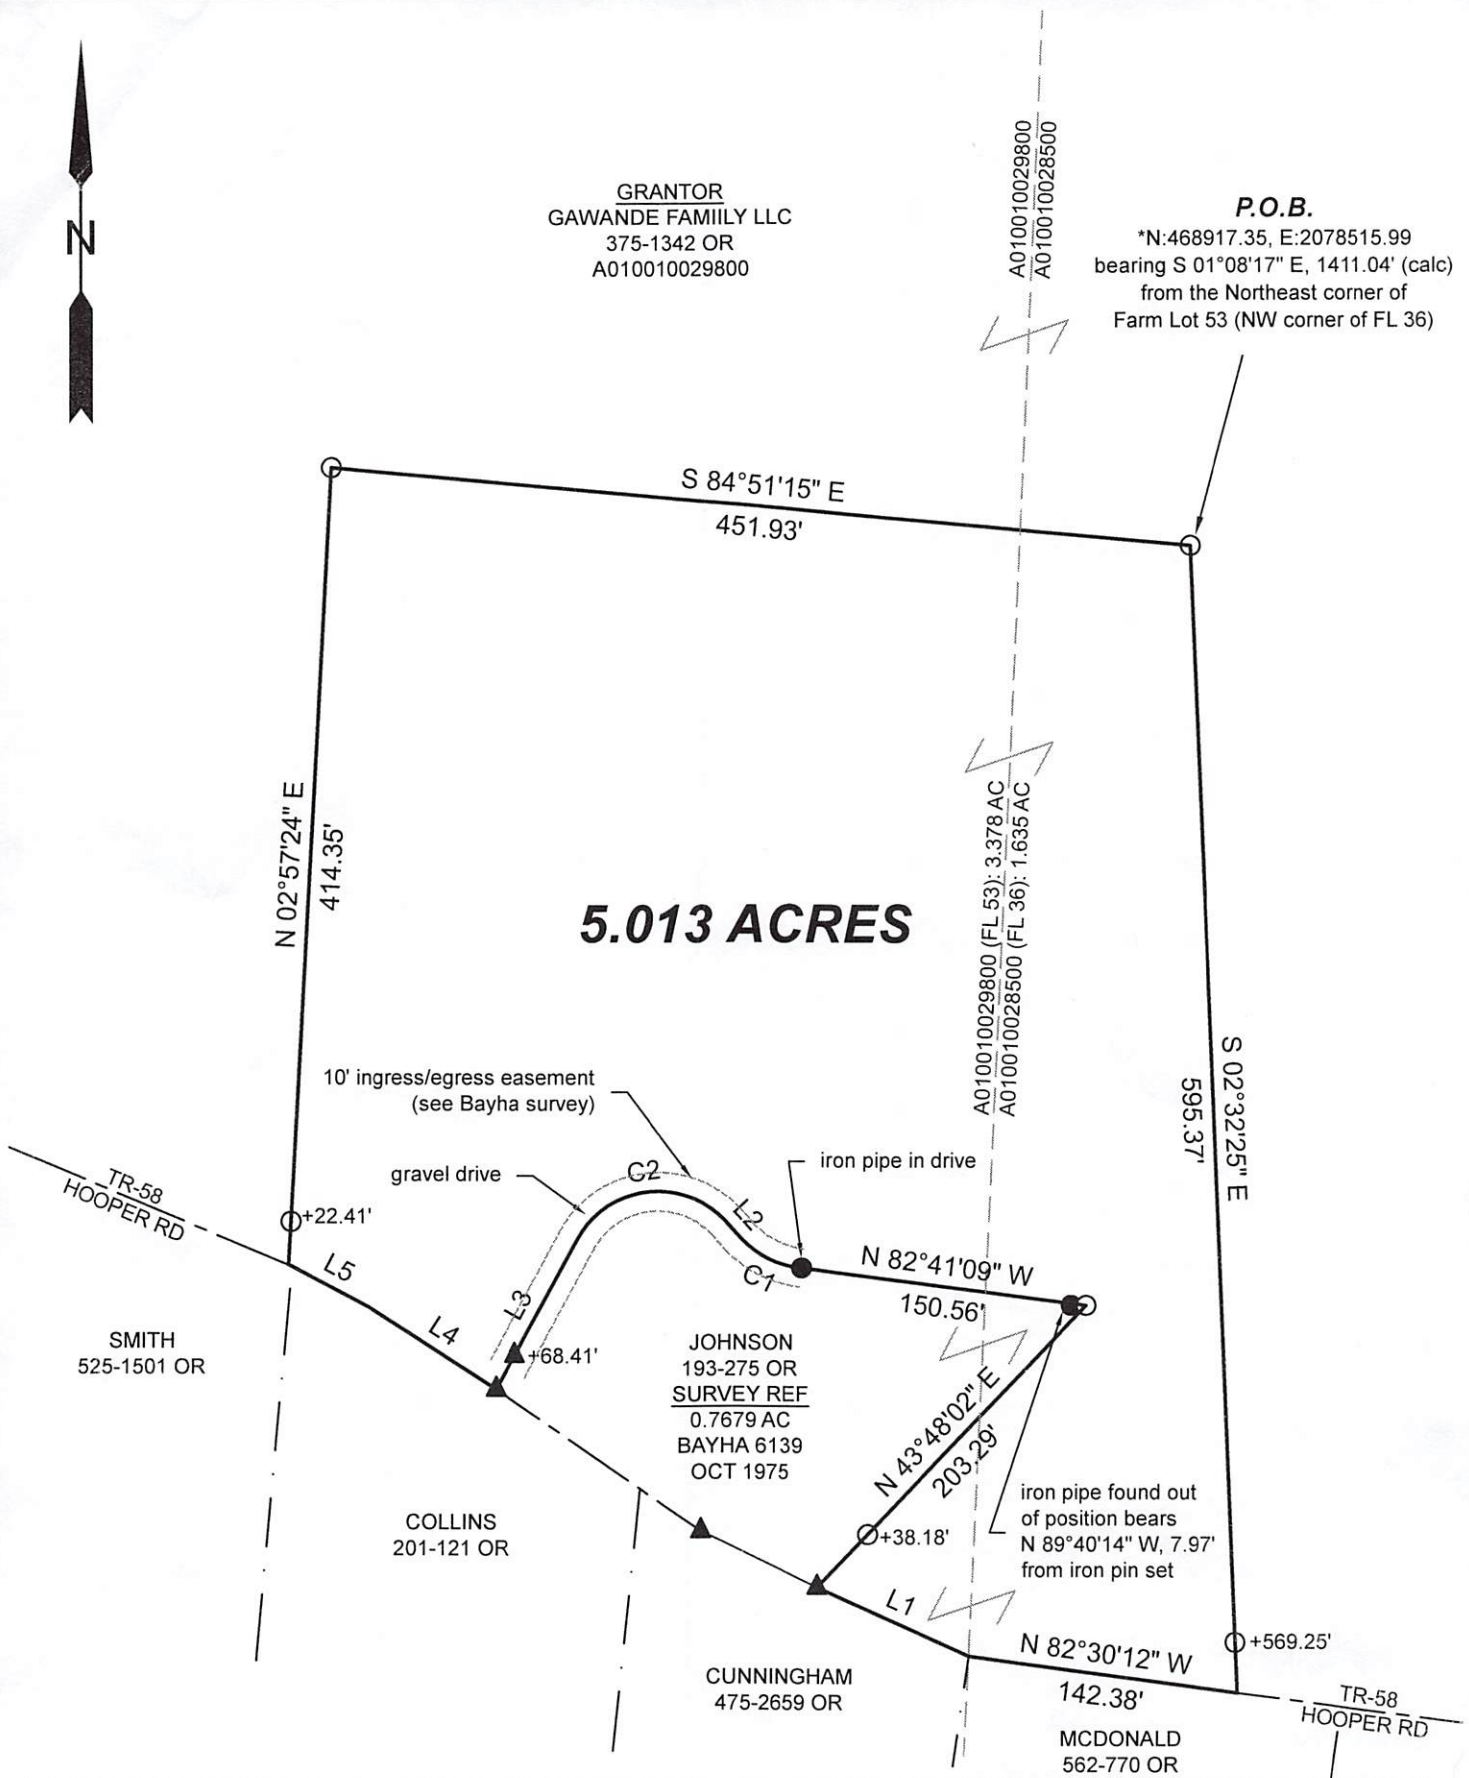 N
GRANTOR
GAWANDE FAMIILY LLC
375-1342 OR
A010010029800
A010010029800
A010010028500
P.O.B.
*N:468917.35, E:2078515.99
bearing S 01°08'17" E, 1411.04' (calc)
from the Northeast corner of
Farm Lot 53 (NW corner of FL 36)
S 84°51'15" E
451.93'
N 02°57'24" E
414.35'
5.013 ACRES
A010010029800 (FL 53): 3.378 AC
A010010028500 (FL 36): 1.635 AC
S 02°32'25" E
595.37'
10' ingress/egress easement
(see Bayha survey)
gravel drive
C2
L2
iron pipe in drive
TR-58
HOOPER RD
+22.41'
L5
L4
L3
C1
N 82°41'09" W
150.56'
+68.41'
SMITH
525-1501 OR
JOHNSON
193-275 OR
SURVEY REF
0.7679 AC
BAYHA 6139
OCT 1975
N 43°48'02" E
203.29'
iron pipe found out
of position bears
N 89°40'14" W, 7.97'
from iron pin set
COLLINS
201-121 OR
+38.18'
L1
N 82°30'12" W
142.38'
+569.25'
CUNNINGHAM
475-2659 OR
MCDONALD
562-770 OR
TR-58
HOOPER RD